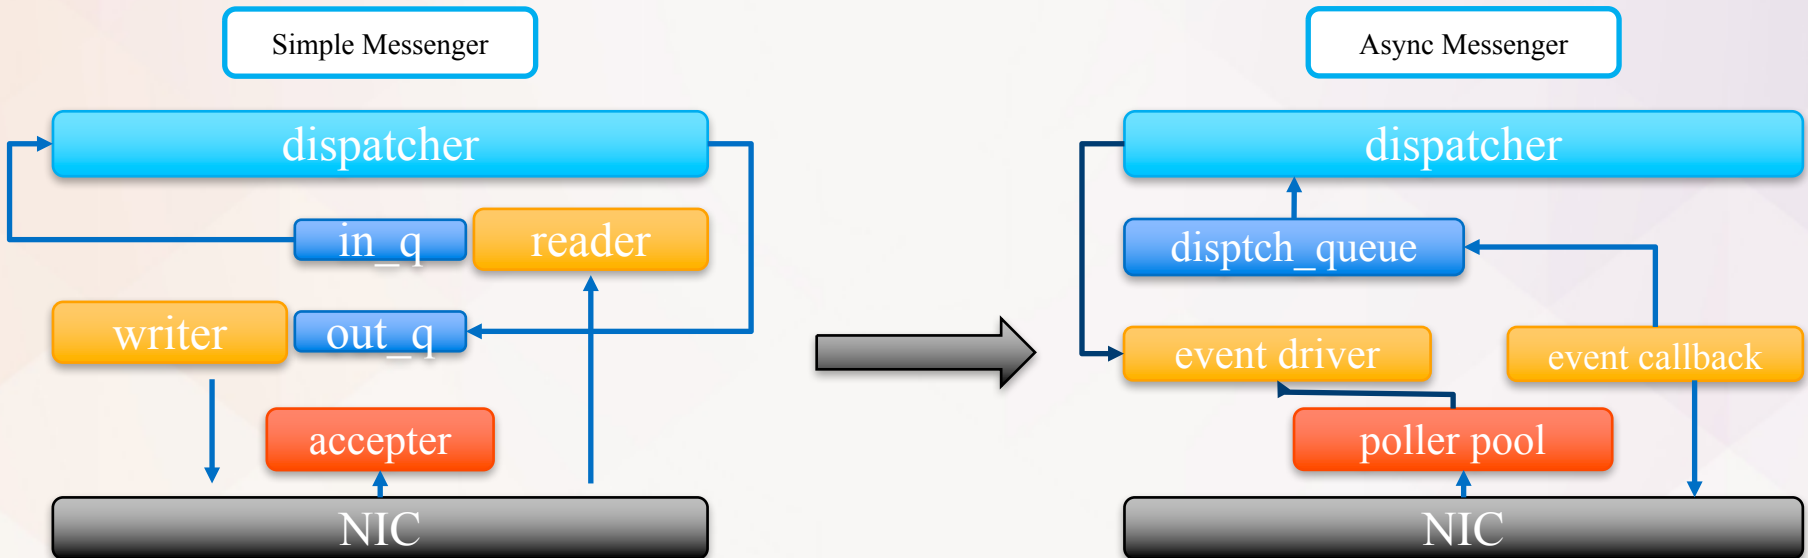 Simple Messenger
dispatcher
in_q
reader
writer
out_q
accepter
NIC
Async Messenger
dispatcher
disptch_queue
event driver
event callback
poller pool
NIC